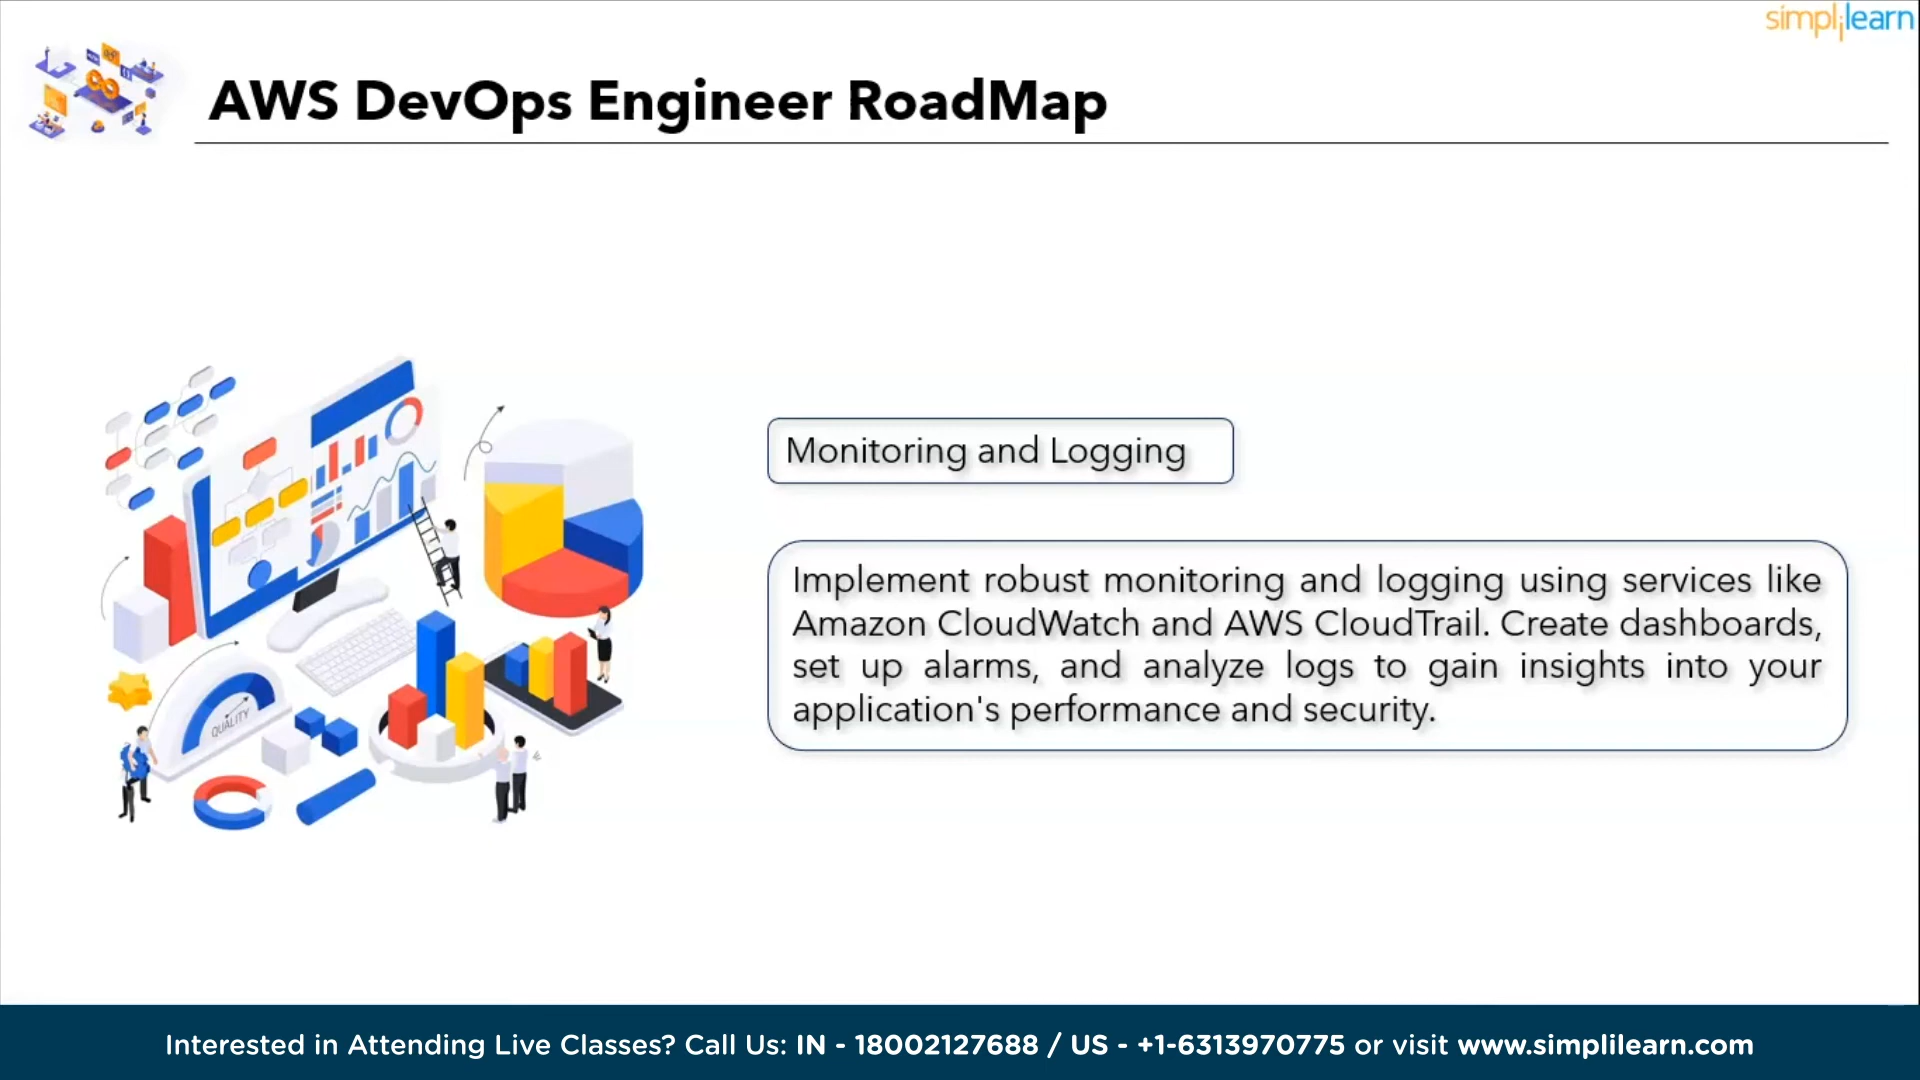 simplilearn
AWS DevOps Engineer RoadMap
Monitoring and Logging
Implement robust monitoring and logging using services like
Amazon CloudWatch and AWS CloudTrail. Create dashboards,
set up alarms, and analyze logs to gain insights into your
application's performance and security.
QUALITY
Interested in Attending Live Classes? Call Us: IN - 18002127688 / US - +1-6313970775 or visit www.simplilearn.com